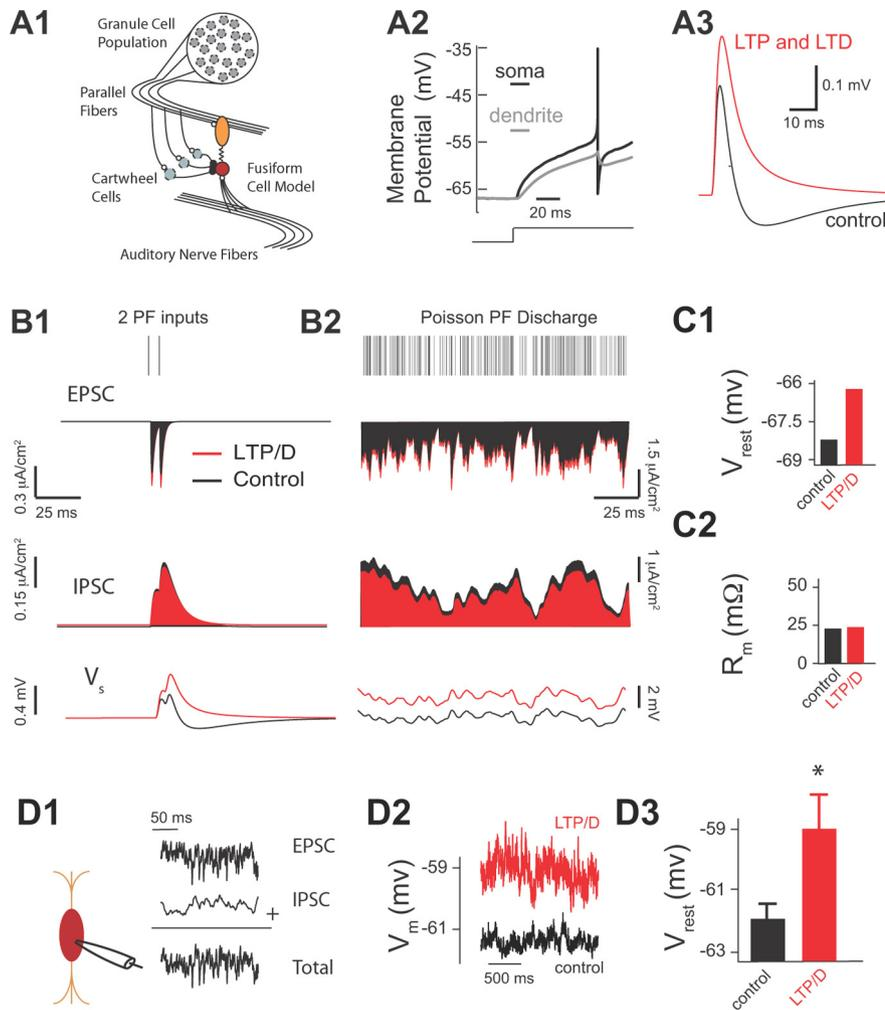 A1
Granule Cell
Population
Parallel
Fibers
Cartwheel
Cells
Fusiform
Cell Model
Auditory Nerve Fibers
A2
Membrane
Potential (mV)
-35
-45
-55
-65
soma
dendrite
20 ms
A3
LTP and LTD
0.1 mV
10 ms
control
B1
2 PF inputs
EPSC
LTP/D
Control
0.3 µA/cm²
25 ms
0.15 µA/cm²
IPSC
0.4 mV
Vs
B2
Poisson PF Discharge
1.5 µA/cm²
25 ms
1 µA/cm²
2 mV
C1
Vrest (mv)
-66
-67.5
-69
control
LTP/D
C2
Rm (mΩ)
50
25
0
control
LTP/D
D1
50 ms
EPSC
IPSC
+
Total
D2
Vm (mv)
-59
-61
LTP/D
500 ms
control
D3
Vrest (mv)
-59
-61
-63
*
control
LTP/D